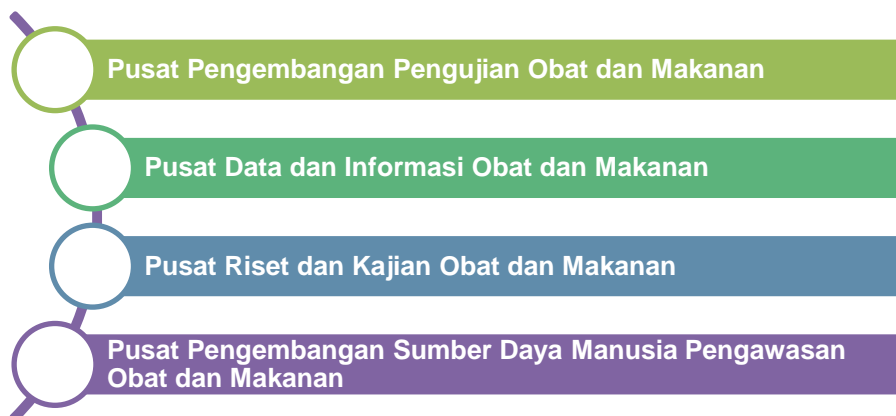 Pusat Pengembangan Pengujian Obat dan Makanan
Pusat Data dan Informasi Obat dan Makanan
Pusat Riset dan Kajian Obat dan Makanan
Pusat Pengembangan Sumber Daya Manusia Pengawasan
Obat dan Makanan